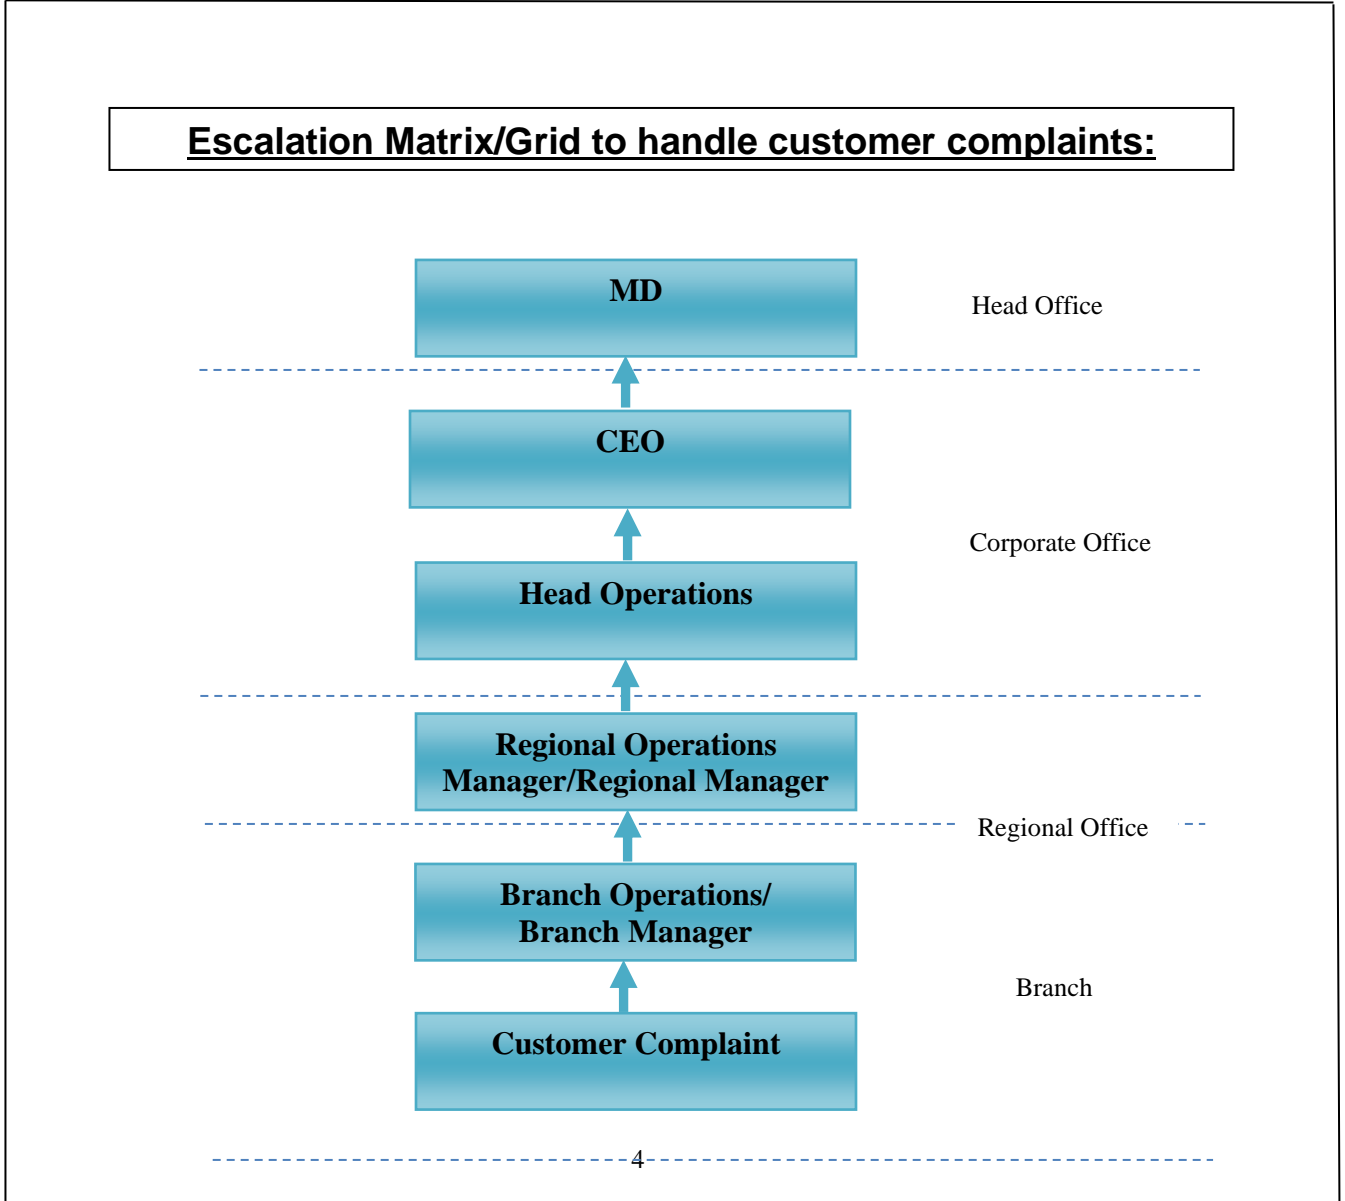 Escalation Matrix/Grid to handle customer complaints:
MD
Head Office
CEO
Corporate Office
Head Operations
Regional Operations
Manager/Regional Manager
Regional Office
Branch Operations/
Branch Manager
Branch
Customer Complaint
4